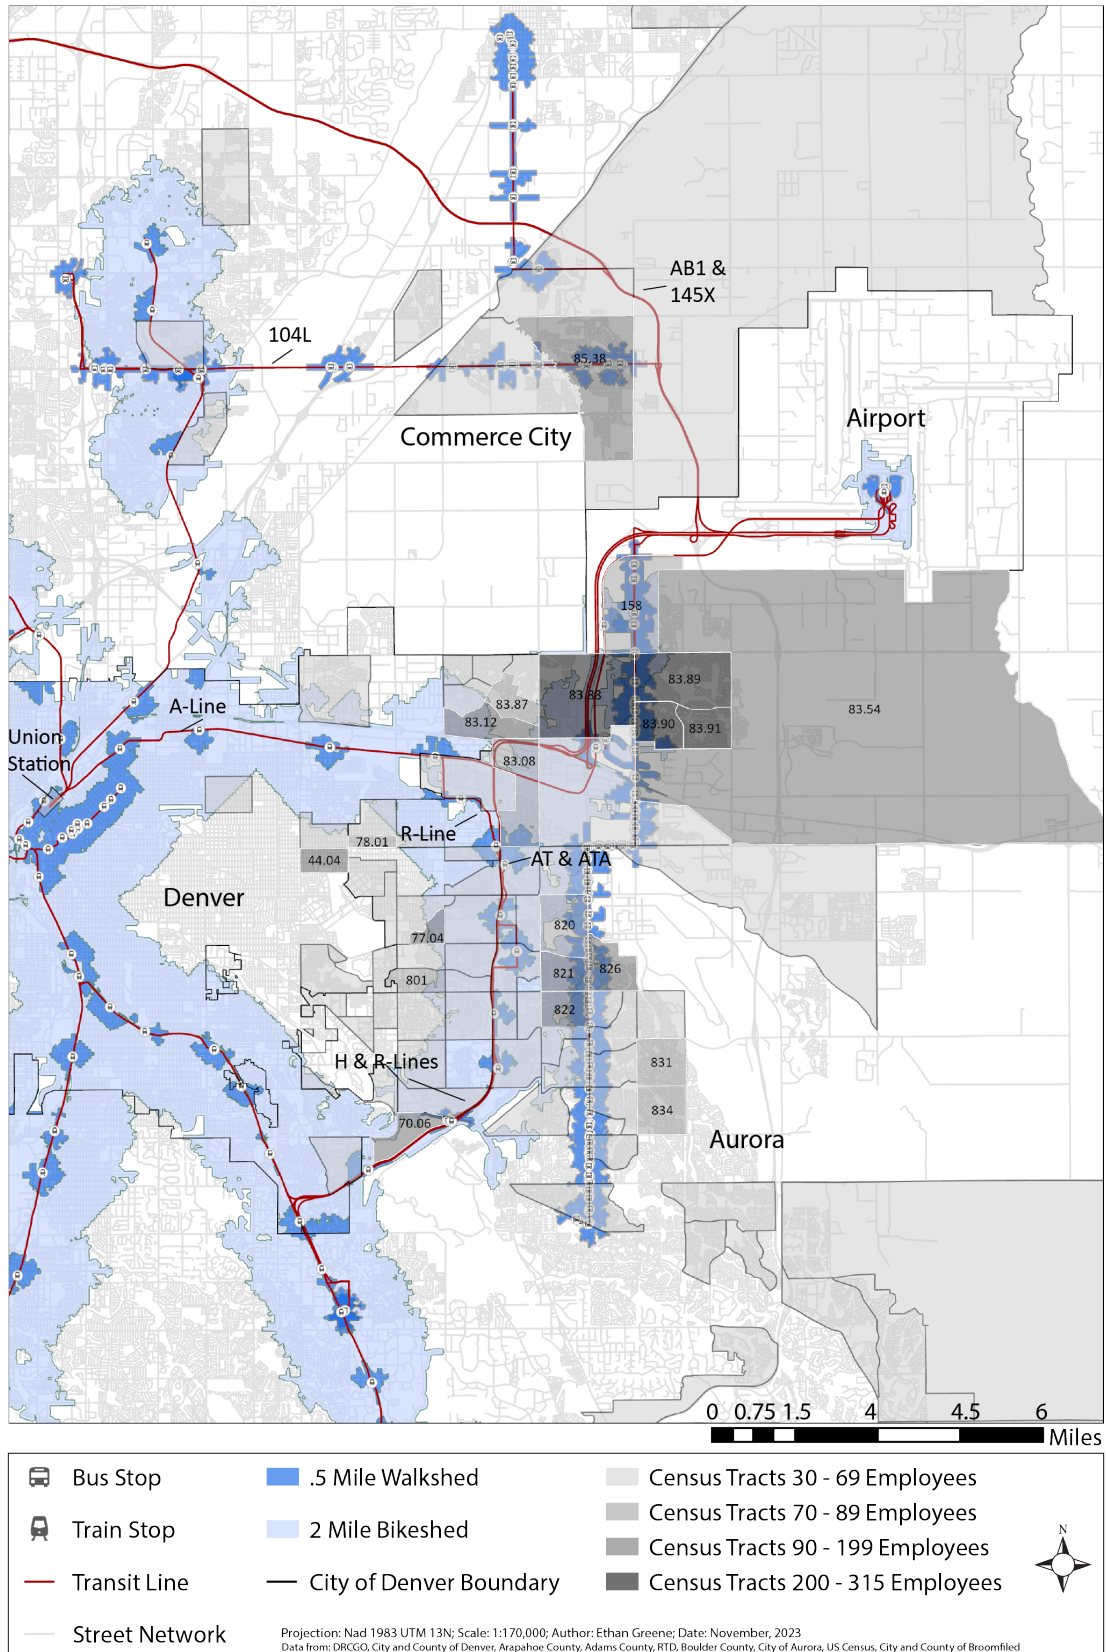 AB1 &
145X
104L
85.38
Airport
Commerce City
158
83.89
83.87
83.88
83.54
A-Line
83.12
83.90
83.91
Union
Station
83.08
R-Line
78.01
AT & ATA
44.04
Denver
820
77.04
826
821
801
822
H & R-Lines
831
834
70.06
Aurora
0 0.75 1.5 4 4.5 6
Miles
Bus Stop
.5 Mile Walkshed
Census Tracts 30 - 69 Employees
Census Tracts 70 - 89 Employees
Train Stop
2 Mile Bikeshed
N
Census Tracts 90 - 199 Employees
Transit Line
City of Denver Boundary
Census Tracts 200 - 315 Employees
Street Network
Projection: Nad 1983 UTM 13N; Scale: 1:170,000; Author: Ethan Greene; Date: November, 2023
Data from: DRCGO, City and County of Denver, Arapahoe County, Adams County, RTD, Boulder County, City of Aurora, US Census, City and County of Broomfiled